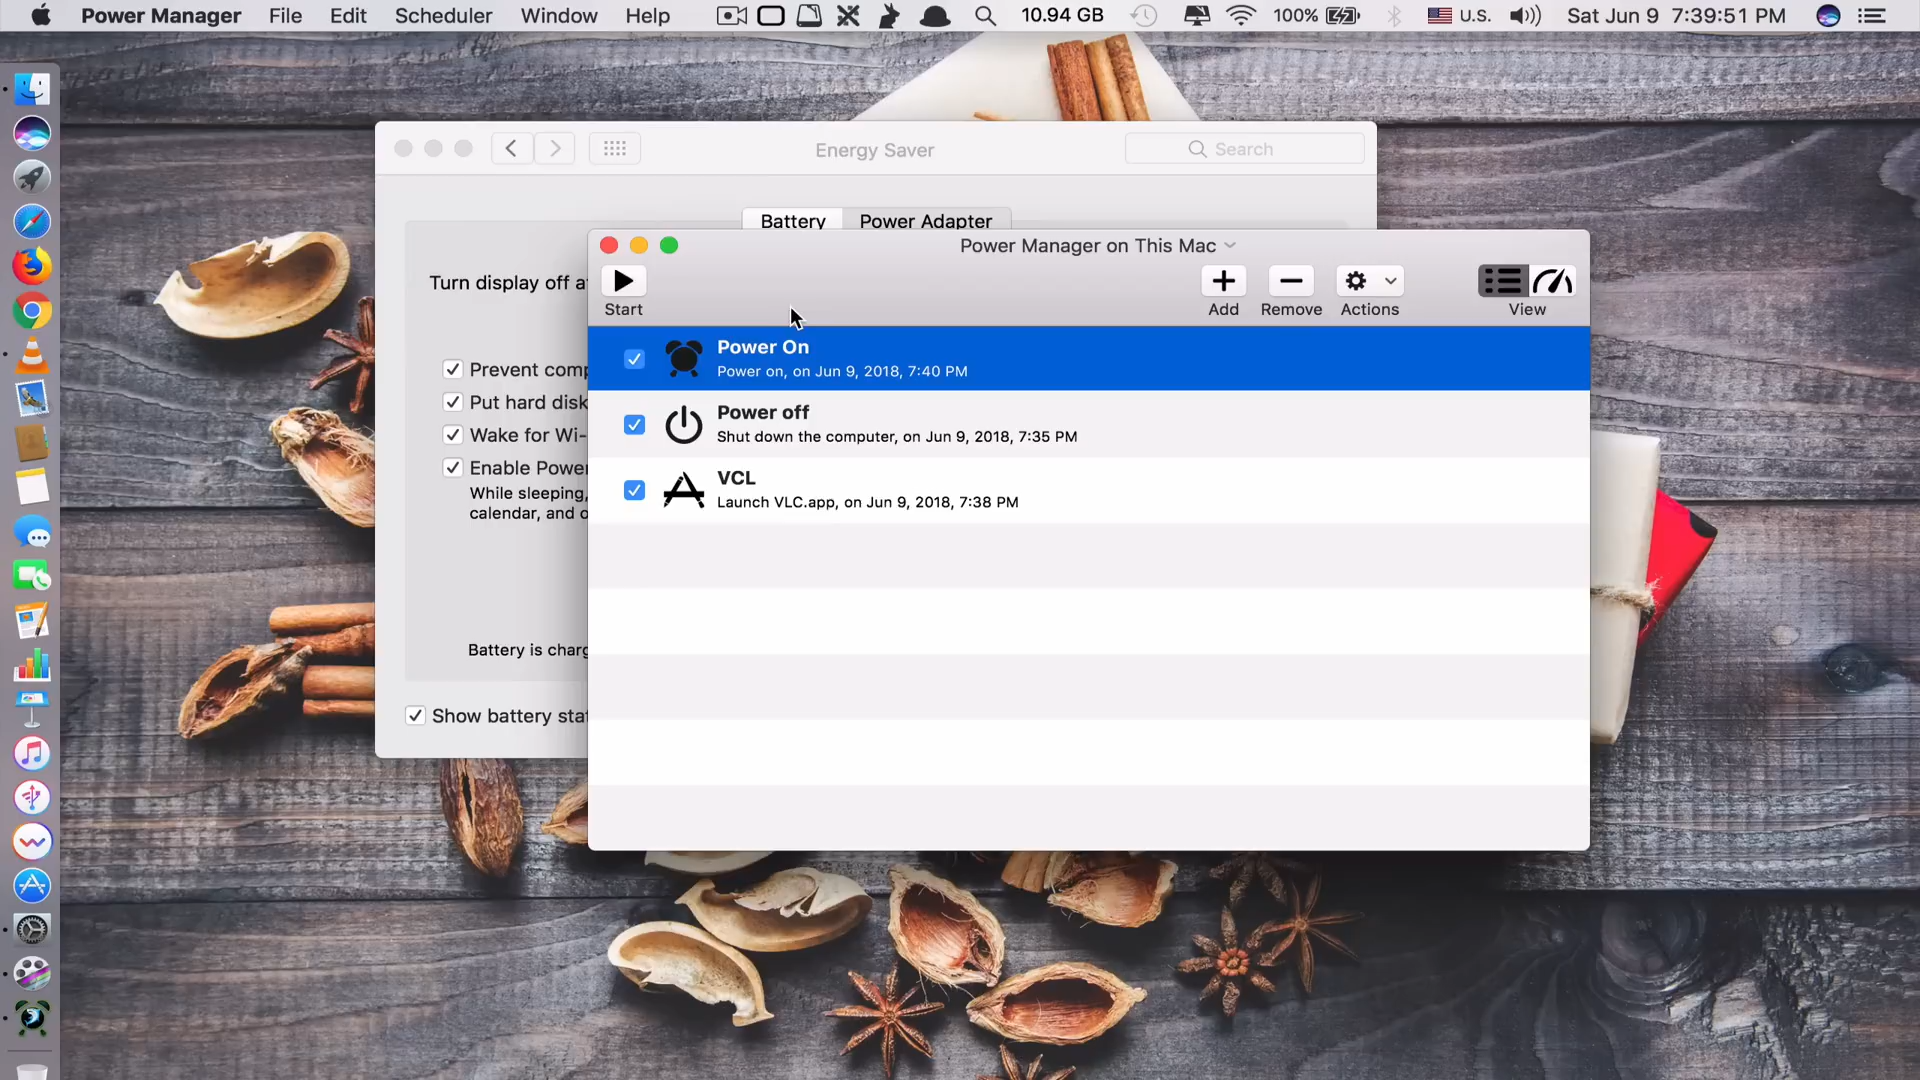 Power Manager File Edit Scheduler Window Help 10.94 GB 100% U.S. Sat Jun 9 7:39:51 PM
Energy Saver
Search
Battery Power Adapter
Turn display off a
Prevent comp
Put hard disk
Wake for Wi-
Enable Power
While sleeping,
calendar, and o
Battery is charg
Show battery sta
Power Manager on This Mac
Start
Add
Remove
Actions
View
Power On
Power on, on Jun 9, 2018, 7:40 PM
Power off
Shut down the computer, on Jun 9, 2018, 7:35 PM
VCL
Launch VLC.app, on Jun 9, 2018, 7:38 PM